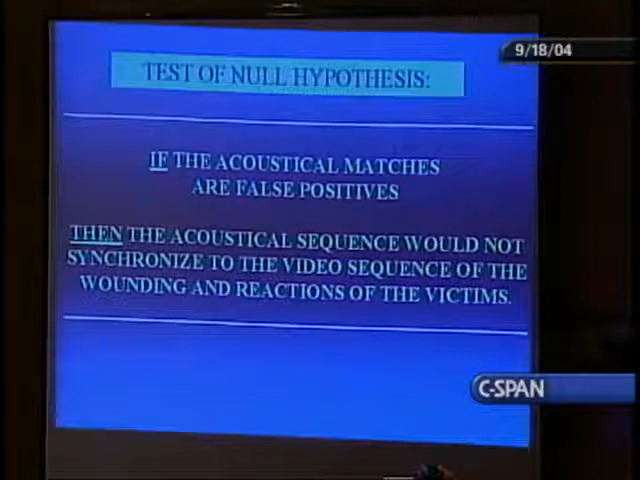 9/18/04
TEST OF NULL HYPOTHESIS:
IF THE ACOUSTICAL MATCHES
ARE FALSE POSITIVES
THEN THE ACOUSTICAL SEQUENCE WOULD NOT
SYNCHRONIZE TO THE VIDEO SEQUENCE OF THE
WOUNDING AND REACTIONS OF THE VICTIMS.
C-SPAN